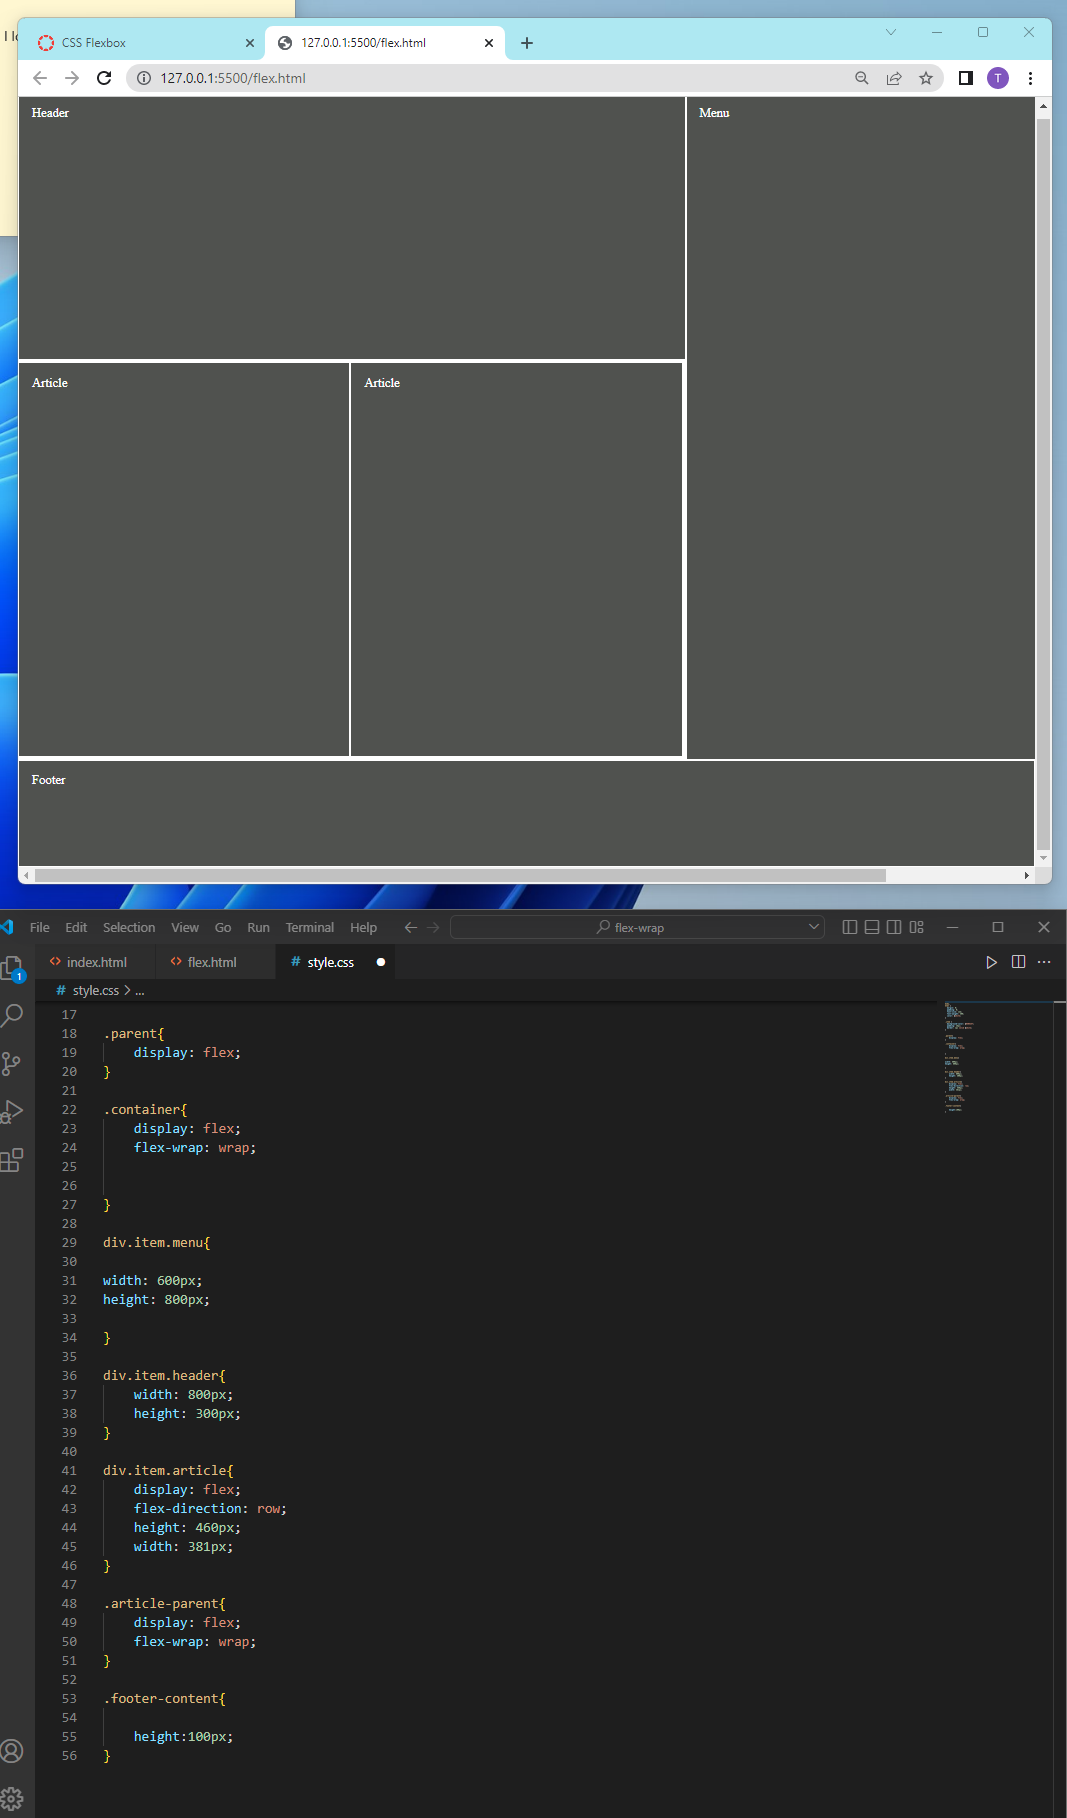 I
CSS Flexbox
127.0.0.1:5500/flex.html
127.0.0.1:5500/flex.html
T
Header
Menu
Article
Article
Footer
File Edit Selection View Go Run Terminal Help
flex-wrap
1
index.html
flex.html
# style.css
# style.css > ...
17
18 .parent{
19 display: flex;
20 }
21
22 .container{
23 display: flex;
24 flex-wrap: wrap;
25
26
27 }
28
29 div.item.menu{
30
31 width: 600px;
32 height: 800px;
33
34 }
35
36 div.item.header{
37 width: 800px;
38 height: 300px;
39 }
40
41 div.item.article{
42 display: flex;
43 flex-direction: row;
44 height: 460px;
45 width: 381px;
46 }
47
48 .article-parent{
49 display: flex;
50 flex-wrap: wrap;
51 }
52
53 .footer-content{
54
55 height:100px;
56 }